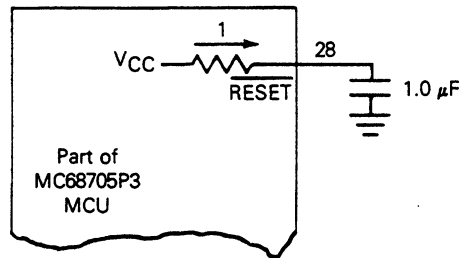 1
VCC
28
RESET
1.0 µF
Part of
MC68705P3
MCU